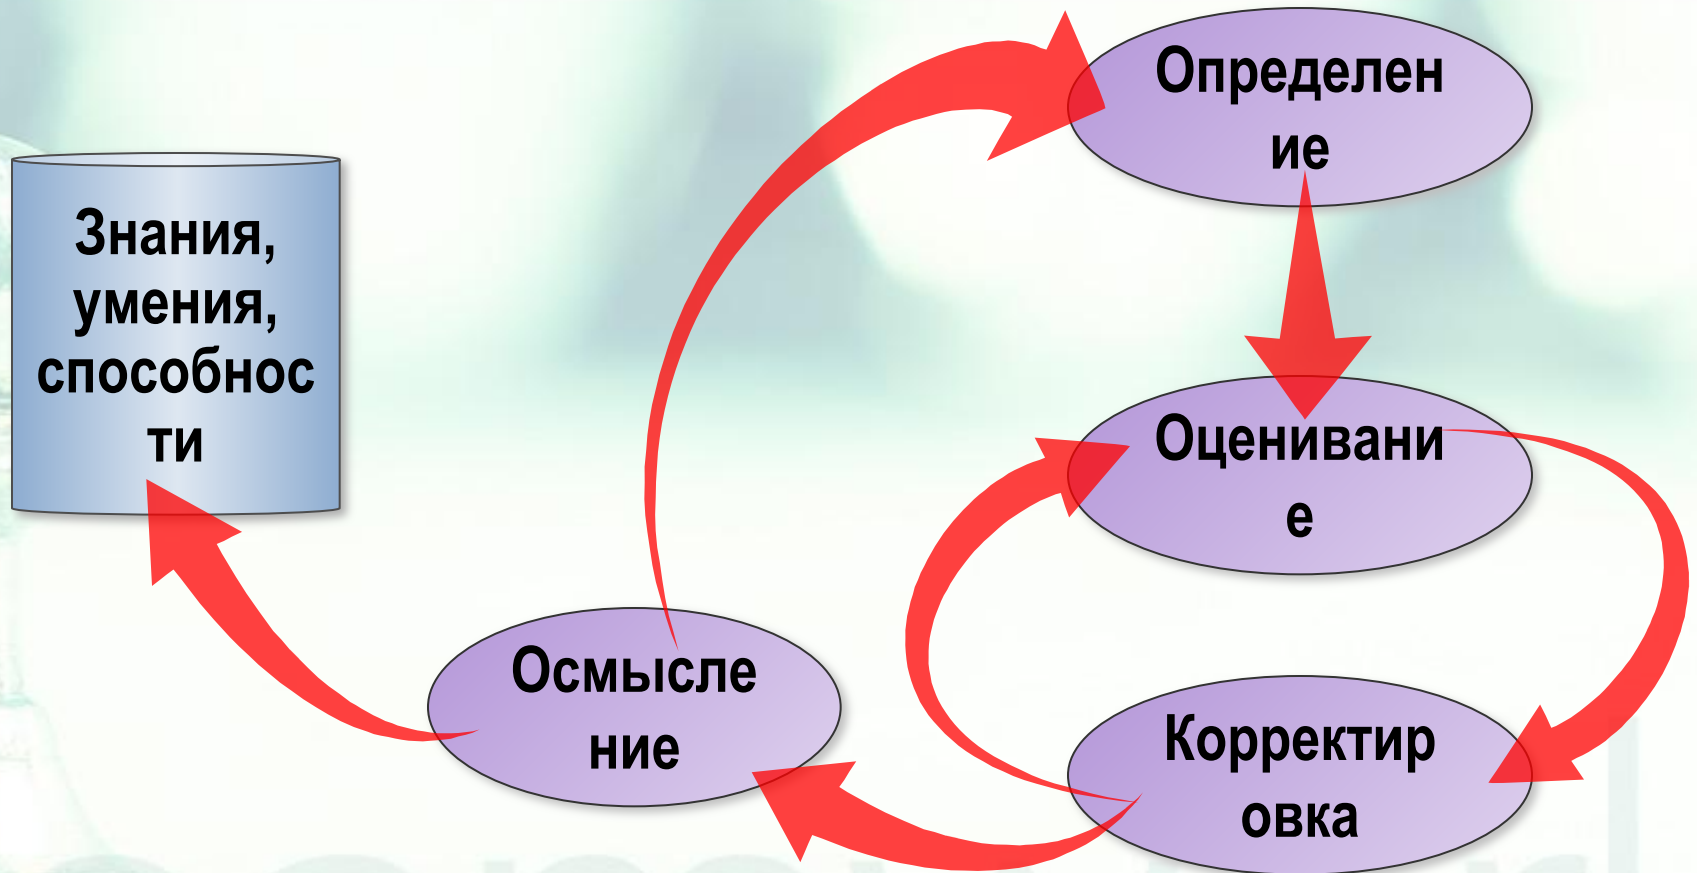 Определен
ие
Знания,
умения,
способнос
ти
Оценивани
е
Осмысле
ние
Корректир
овка